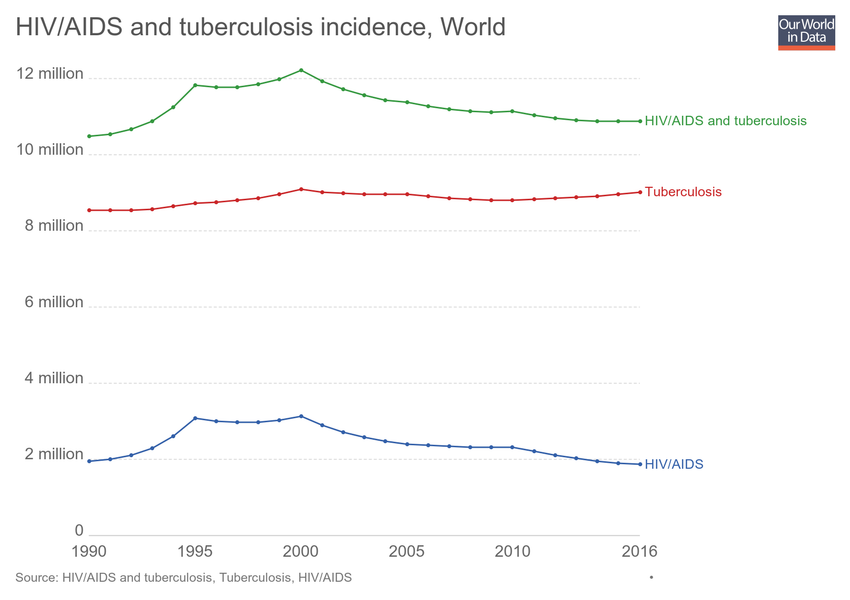 HIV/AIDS and tuberculosis incidence, World
Our World
in Data
12 million
10 million
8 million
6 million
4 million
2 million
0
HIV/AIDS and tuberculosis
Tuberculosis
HIV/AIDS
1990 1995 2000 2005 2010 2016
Source: HIV/AIDS and tuberculosis, Tuberculosis, HIV/AIDS